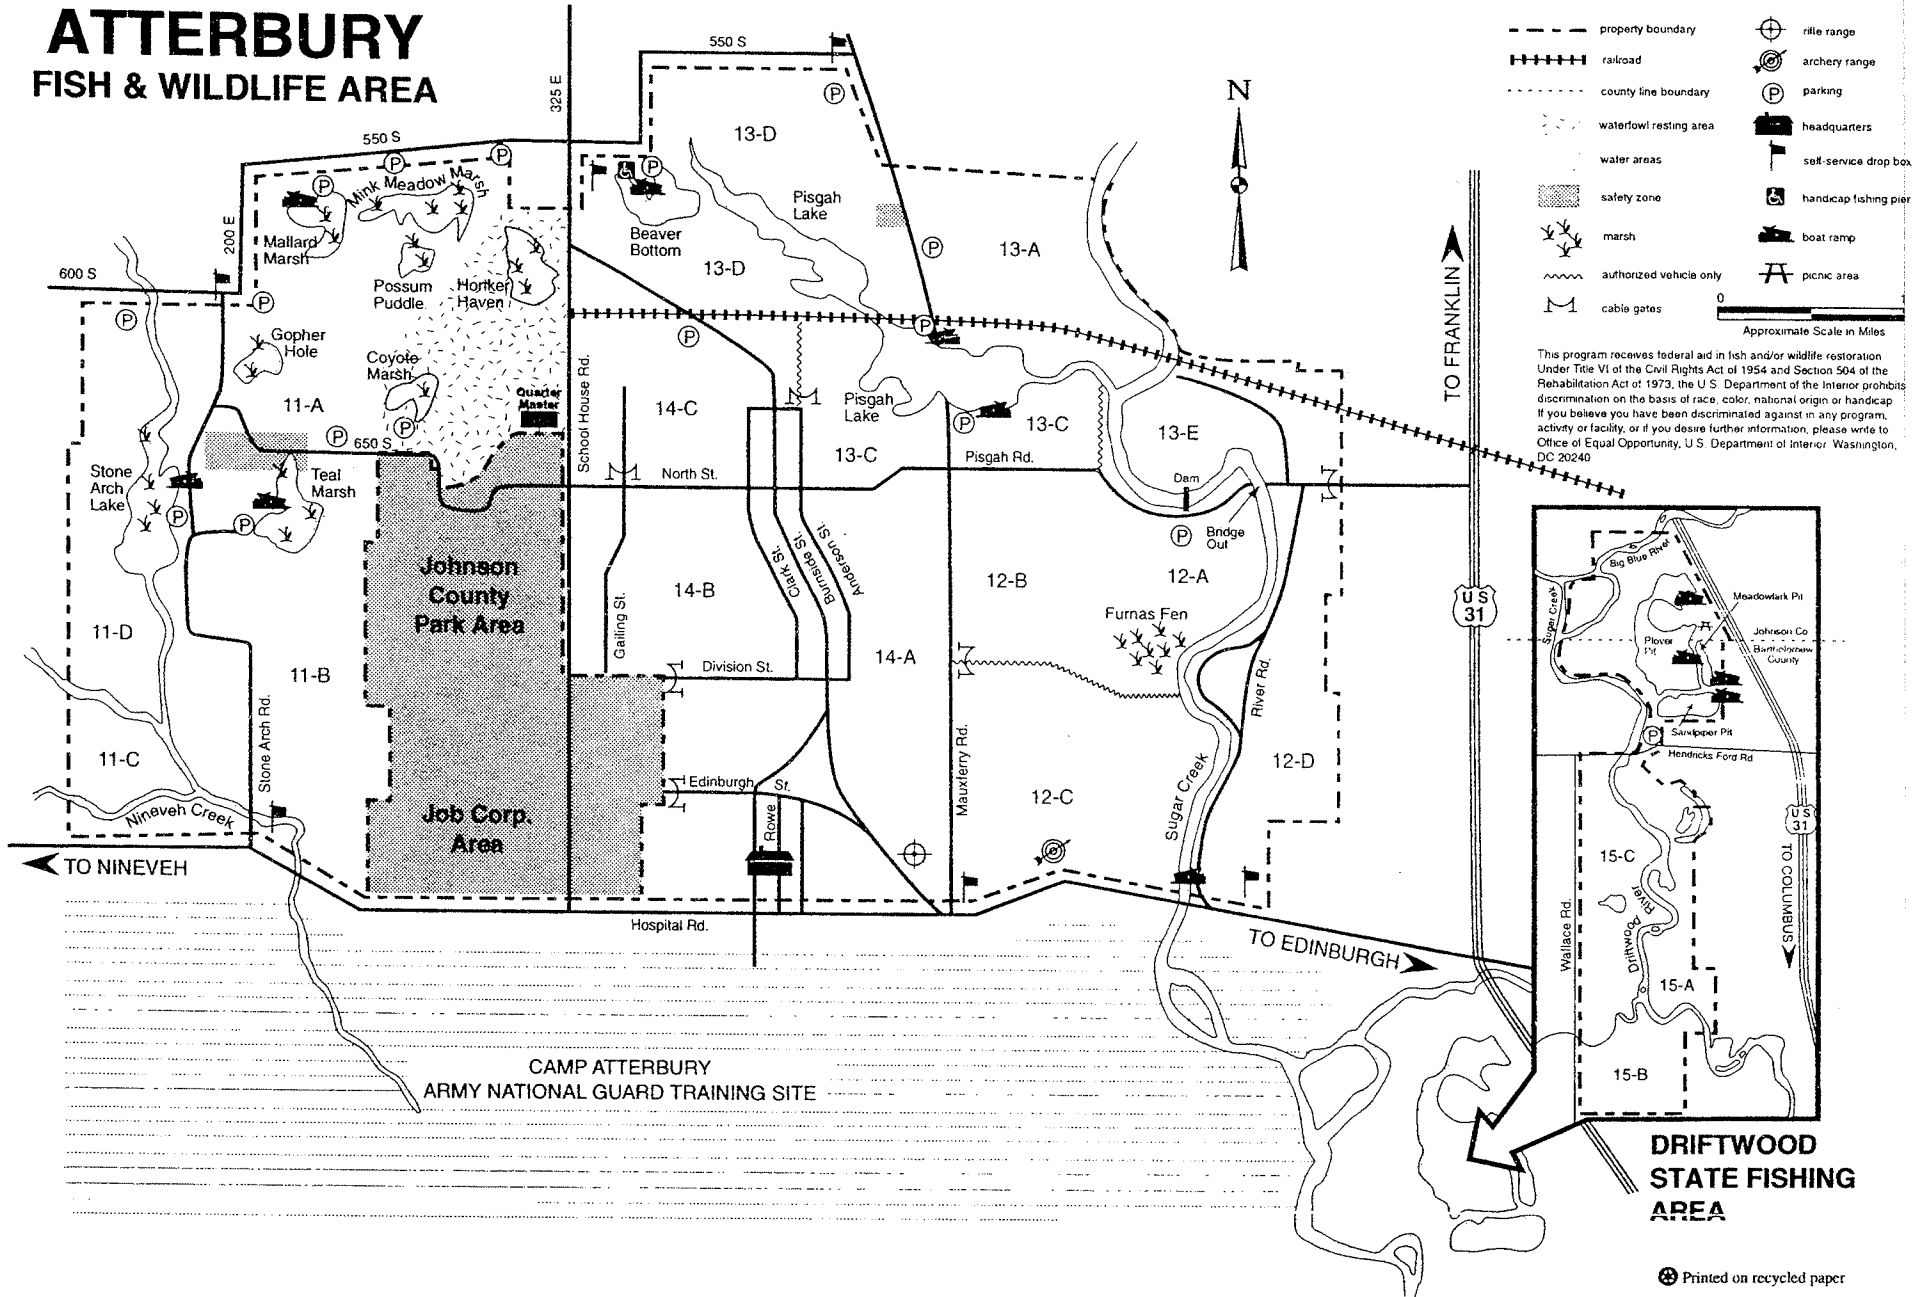 ATTERBURY
FISH & WILDLIFE AREA
550 S
325 E
550 S
200 E
600 S
Mink Meadow Marsh
Mallard
Marsh
Possum
Puddle
Honker
Haven
Gopher
Hole
Coyote
Marsh
11-A
650 S
Quarter
Master
Stone
Arch
Lake
Teal
Marsh
11-D
11-B
11-C
Stone Arch Rd.
Nineveh Creek
TO NINEVEH
Johnson
County
Park Area
Job Corp.
Area
School House Rd.
Beaver
Bottom
13-D
13-D
Pisgah
Lake
13-A
Pisgah
Lake
14-C
13-C
13-C
13-E
Pisgah Rd.
North St.
Dam
Bridge
Out
Clark St.
Burnside St.
Anderson St.
14-B
Gailing St.
Division St.
14-A
12-B
12-A
Furnas Fen
River Rd.
Edinburgh St.
Rowe
Mauxferry Rd.
12-C
12-D
Sugar Creek
Hospital Rd.
TO EDINBURGH
CAMP ATTERBURY
ARMY NATIONAL GUARD TRAINING SITE
N
TO FRANKLIN
US
31
property boundary
railroad
county line boundary
waterfowl resting area
water areas
safety zone
marsh
authorized vehicle only
cable gates
rifle range
archery range
parking
headquarters
self-service drop box
handicap fishing pier
boat ramp
picnic area
0 1
Approximate Scale in Miles
This program receives federal aid in fish and/or wildlife restoration
Under Title VI of the Civil Rights Act of 1954 and Section 504 of the
Rehabilitation Act of 1973, the U S. Department of the Interior prohibits
discrimination on the basis of race, color, national origin or handicap
If you believe you have been discriminated against in any program,
activity or facility, or if you desire further information, please write to
Office of Equal Opportunity, U S. Department of Interior Washington,
DC 20240
Big Blue River
Sugar Creek
Meadowlark Pit
Plover
Pit
Johnson Co
Bartholomew
County
Sandpiper Pit
Hendricks Ford Rd
US
31
TO COLUMBUS
15-C
Driftwood River
Wallace Rd.
15-A
15-B
DRIFTWOOD
STATE FISHING
AREA
Printed on recycled paper